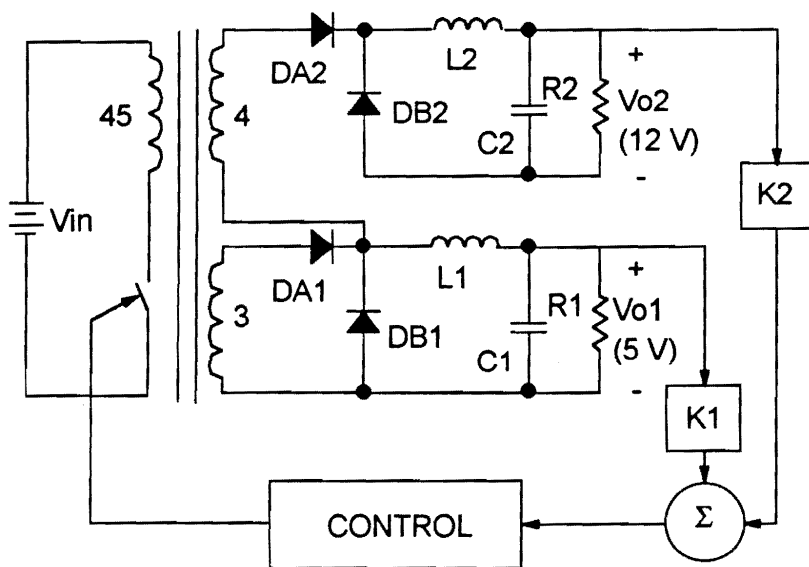 DA2
L2
+
45
4
DB2
R2
C2
Vo2
(12 V)
-
K2
Vin
DA1
L1
+
3
DB1
R1
C1
Vo1
(5 V)
-
K1
CONTROL
Σ